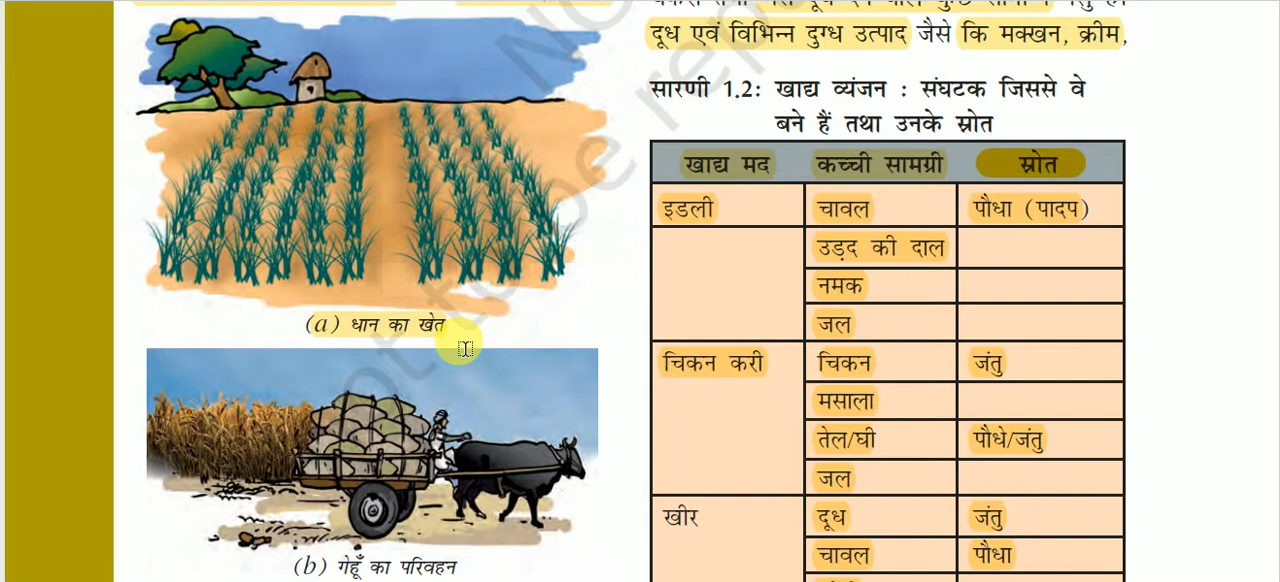 दूध एवं विभिन्न दुग्ध उत्पाद जैसे कि मक्खन, क्रीम,
सारणी 1.2: खाद्य व्यंजन : संघटक जिससे वे
बने हैं तथा उनके स्रोत
खाद्य मद कच्ची सामग्री स्रोत
इडली चावल पौधा (पादप)
उड़द की दाल
नमक
जल
चिकन करी चिकन जंतु
मसाला
तेल/घी पौधे/जंतु
जल
खीर दूध जंतु
चावल पौधा
(a) धान का खेत
(b) गेहूँ का परिवहन